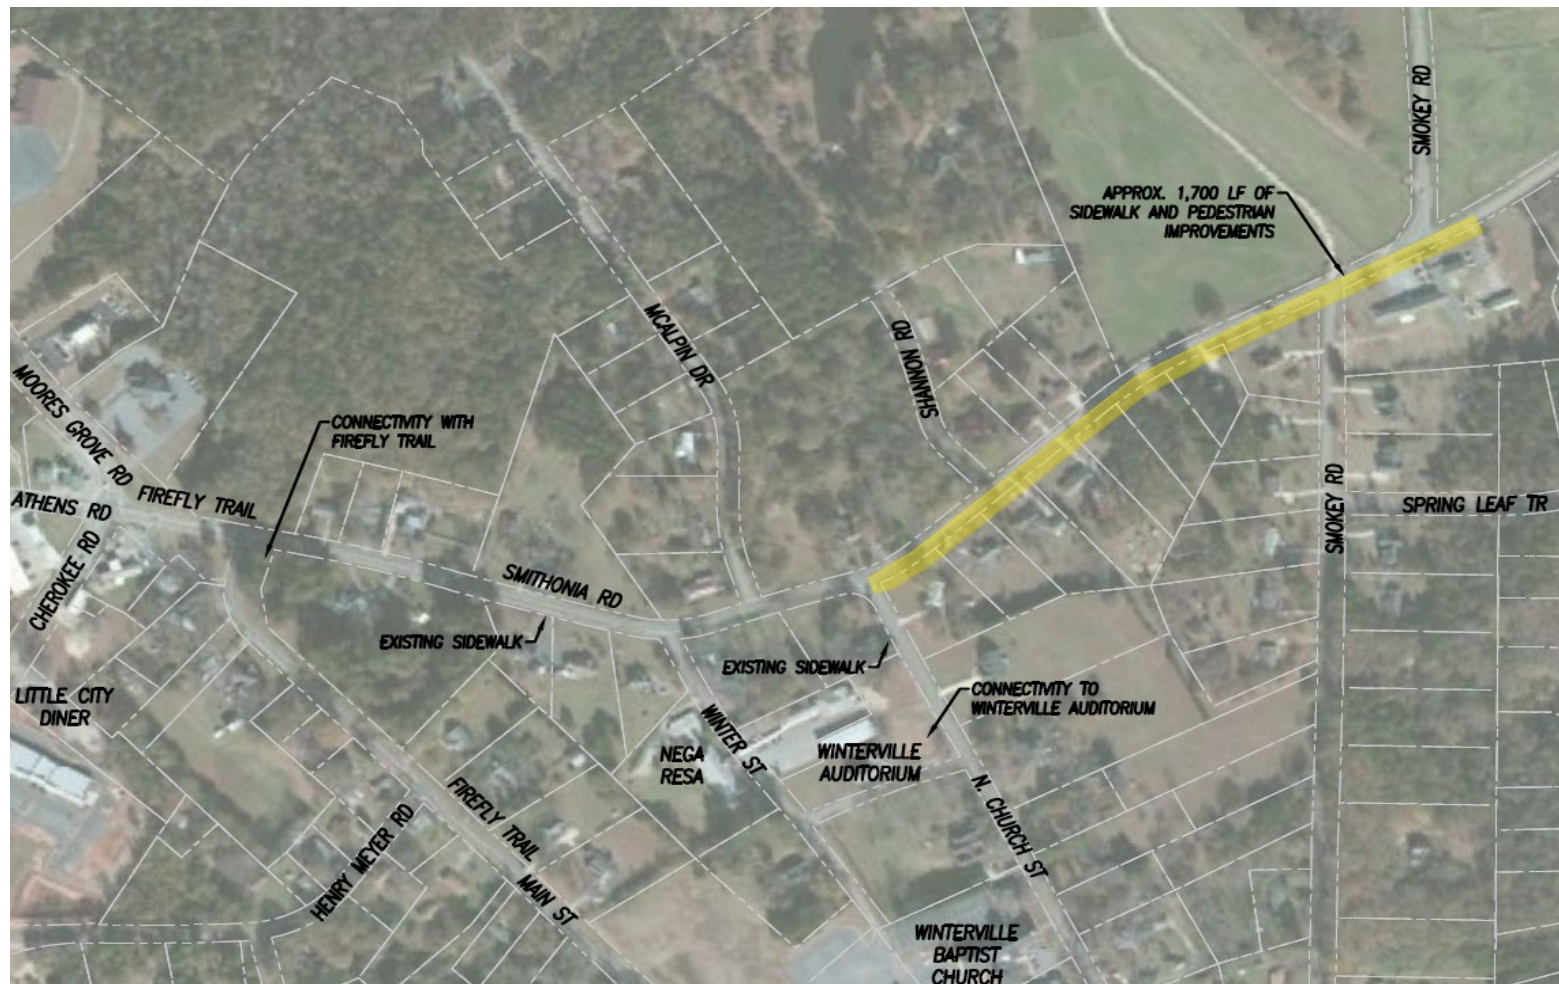 SMOKEY RD
APPROX. 1,700 LF OF
SIDEWALK AND PEDESTRIAN
IMPROVEMENTS
MCALPIN DR
SHANNON RD
MOORES GROVE RD
CONNECTIVITY WITH
FIREFLY TRAIL
ATHENS RD
FIREFLY TRAIL
CHEROKEE RD
SMITHONIA RD
SMOKEY RD
SPRING LEAF TR
EXISTING SIDEWALK
EXISTING SIDEWALK
LITTLE CITY
DINER
CONNECTIVITY TO
WINTERVILLE AUDITORIUM
WINTER ST
NEGA
RESA
WINTERVILLE
AUDITORIUM
N. CHURCH ST
FIREFLY TRAIL
HENRY MEYER RD
MAIN ST
WINTERVILLE
BAPTIST
CHURCH